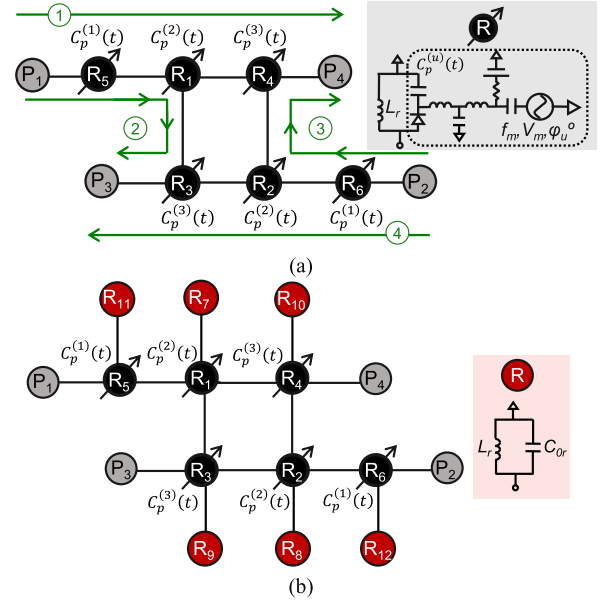 1
C_p^(1)(t) C_p^(2)(t) C_p^(3)(t)
P1 R5 R1 R4 P4
2 3
P3 R3 R2 R6 P2
C_p^(3)(t) C_p^(2)(t) C_p^(1)(t)
4
R
C_p^(u)(t)
L_r
f_m, V_m, φ_u°
(a)
R11 R7 R10
C_p^(1)(t) C_p^(2)(t) C_p^(3)(t)
P1 R5 R1 R4 P4
P3 R3 R2 R6 P2
C_p^(3)(t) C_p^(2)(t) C_p^(1)(t)
R9 R8 R12
R
L_r C_0r
(b)